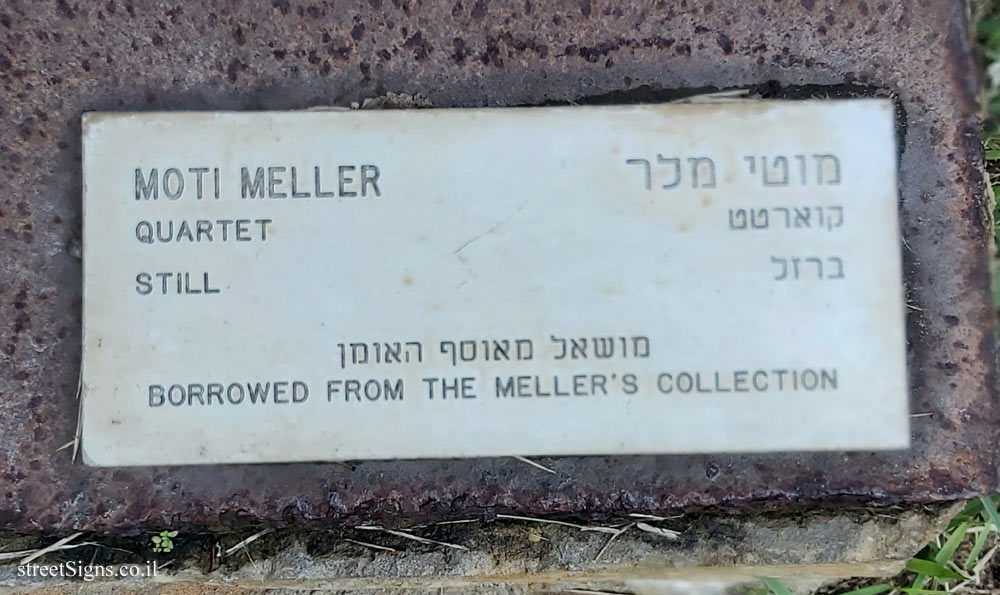 MOTI MELLER
QUARTET
STILL
מוטי מלר
קוארטט
ברזל
מושאל מאוסף האומן
BORROWED FROM THE MELLER'S COLLECTION
streetSigns.co.il